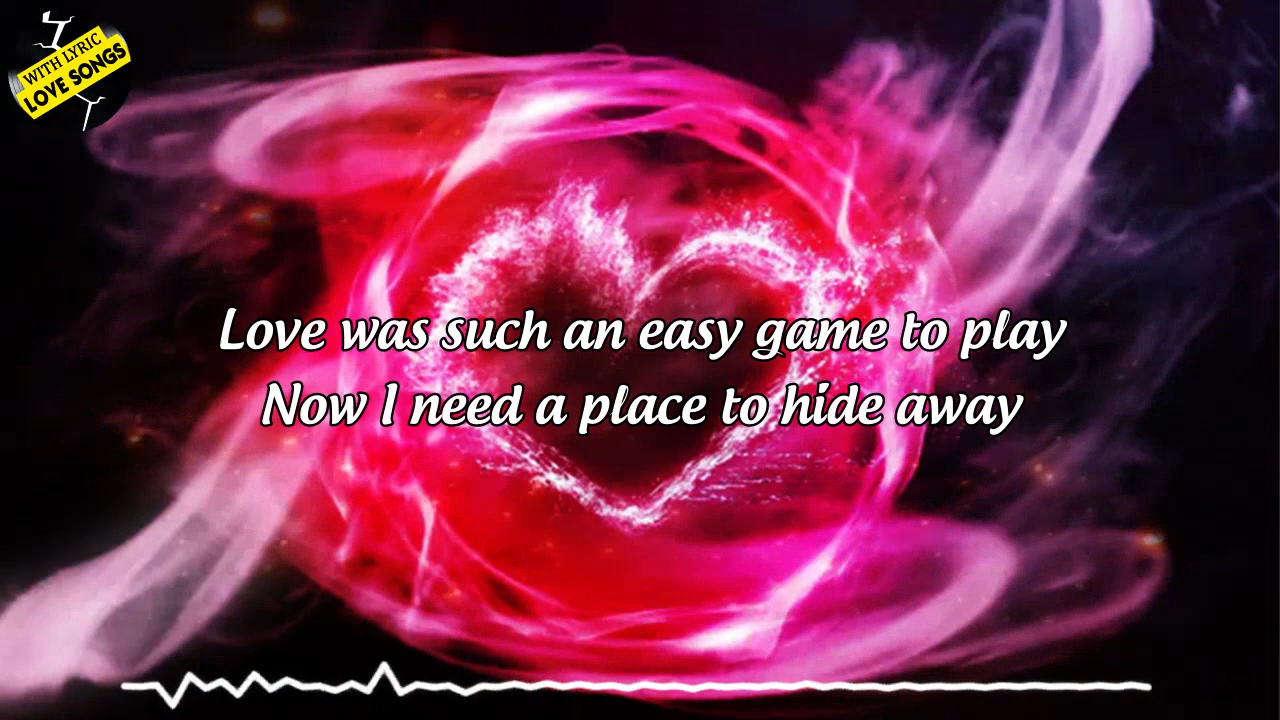 WITH LYRIC
LOVE SONGS
Love was such an easy game to play
Now I need a place to hide away